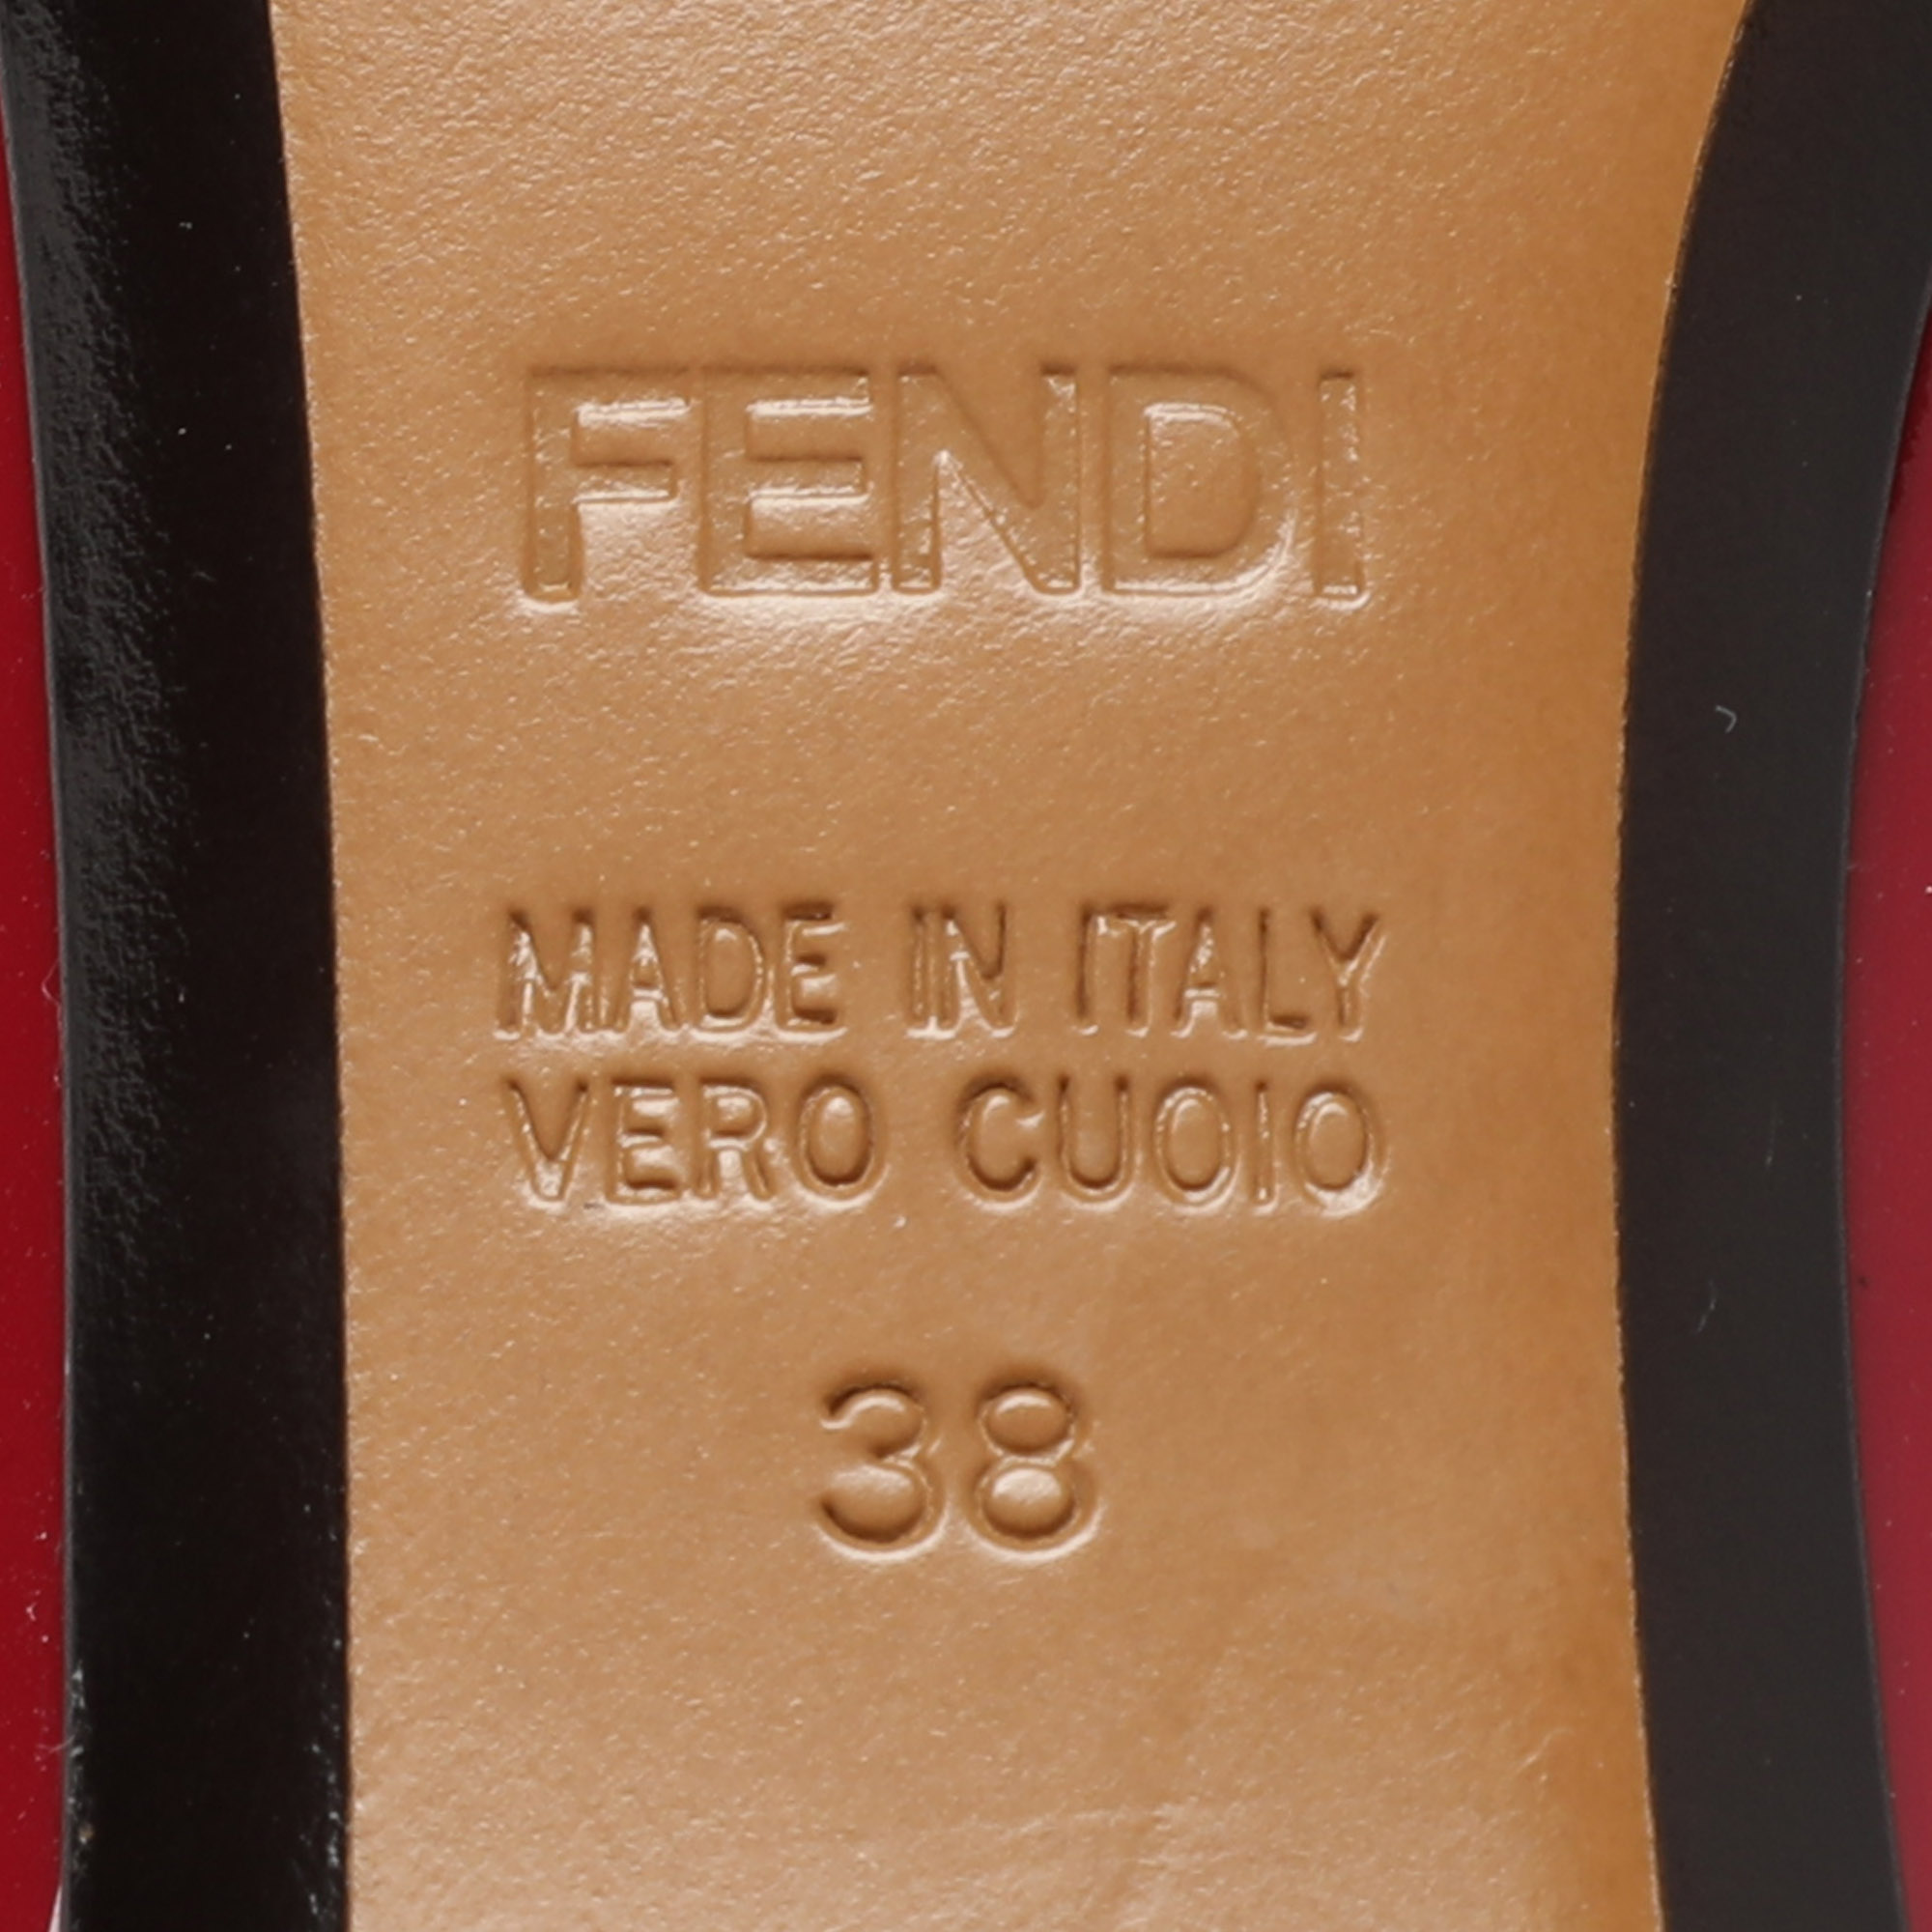 FENDI
MADE IN ITALY
VERO CUOIO
38